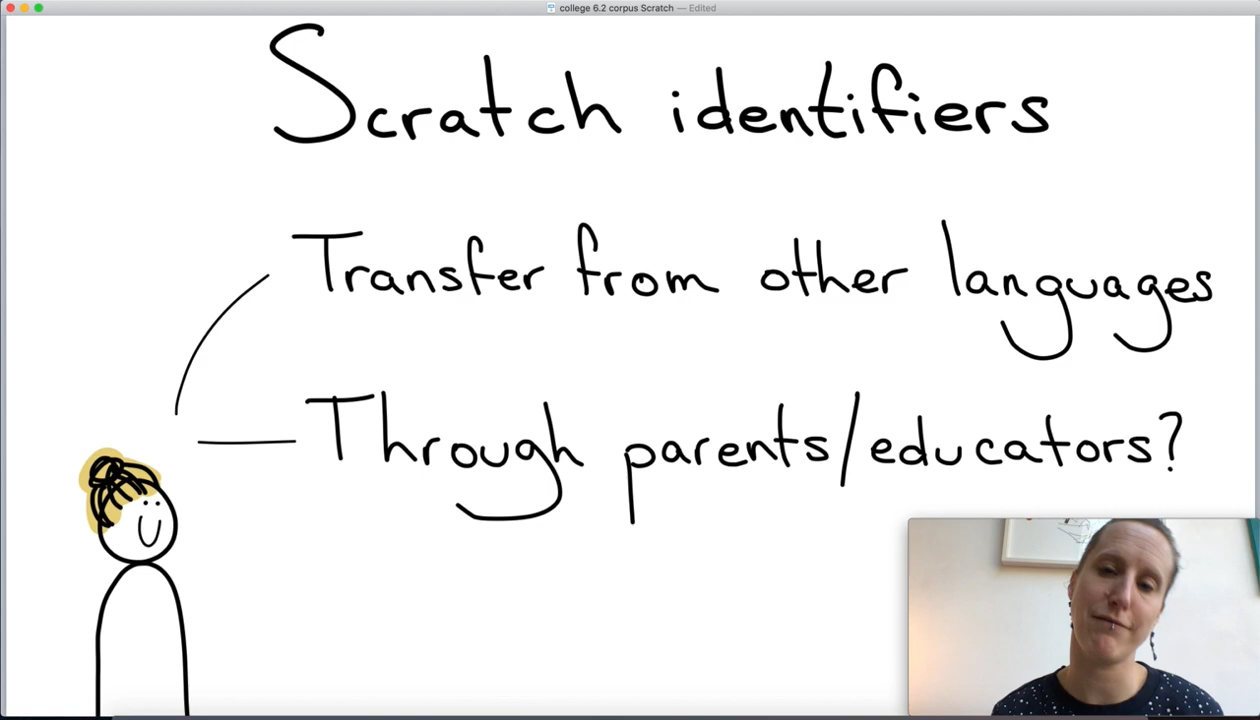 college 6.2 corpus Scratch — Edited
Scratch identifiers
Transfer from other languages
Through parents/educators?